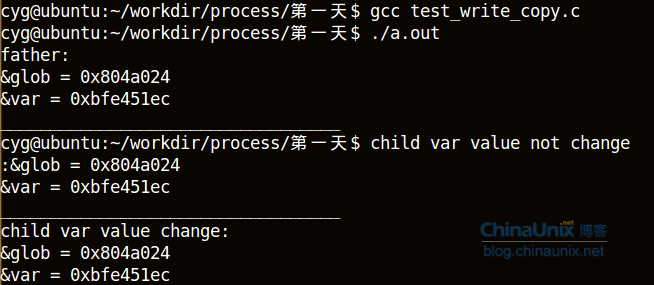 cyg@ubuntu:~/workdir/process/第一天$ gcc test_write_copy.c
cyg@ubuntu:~/workdir/process/第一天$ ./a.out
father:
&glob = 0x804a024
&var = 0xbfe451ec
__________________________________
cyg@ubuntu:~/workdir/process/第一天$ child var value not change
:&glob = 0x804a024
&var = 0xbfe451ec
__________________________________
child var value change:
&glob = 0x804a024
&var = 0xbfe451ec
ChinaUnix.net 博客
blog.chinaunix.net